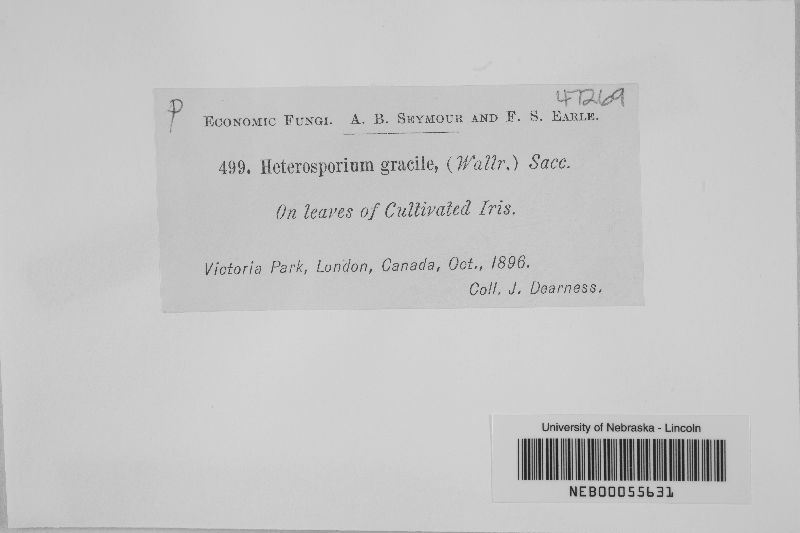 P
47269
ECONOMIC FUNGI. A. B. SEYMOUR AND F. S. EARLE.
499. Heterosporium gracile, (Wallr.) Sacc.
On leaves of Cultivated Iris.
Victoria Park, London, Canada, Oct., 1896.
Coll. J. Dearness.
University of Nebraska - Lincoln
NEB00055631